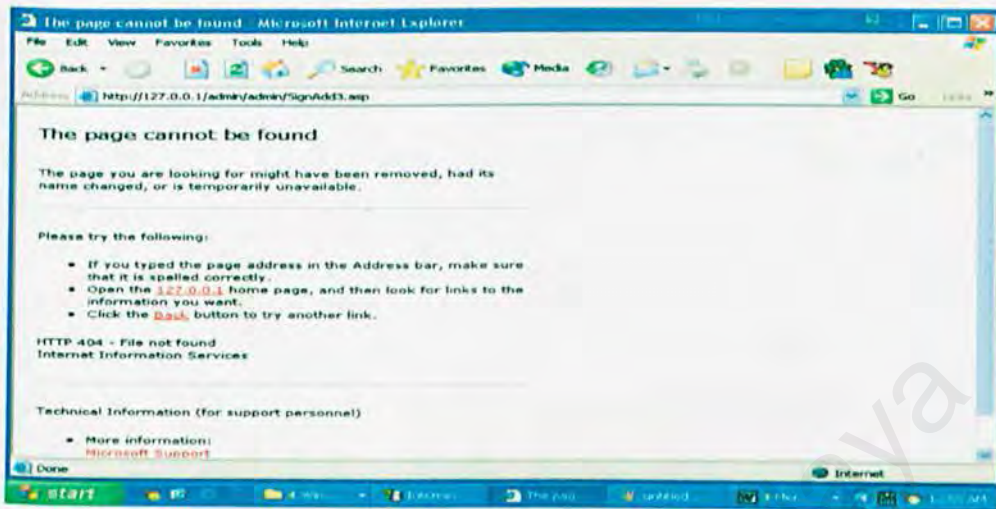 The page cannot be found Microsoft Internet Explorer
File Edit View Favorites Tools Help
Back Search Favorites Media
Address http://127.0.0.1/admin/admin/SignAdd3.asp Go Links »
The page cannot be found
The page you are looking for might have been removed, had its
name changed, or is temporarily unavailable.
Please try the following:
• If you typed the page address in the Address bar, make sure
that it is spelled correctly.
• Open the 127.0.0.1 home page, and then look for links to the
information you want.
• Click the Back button to try another link.
HTTP 404 - File not found
Internet Information Services
Technical Information (for support personnel)
• More information:
Microsoft Support
Done Internet
start untitled AM